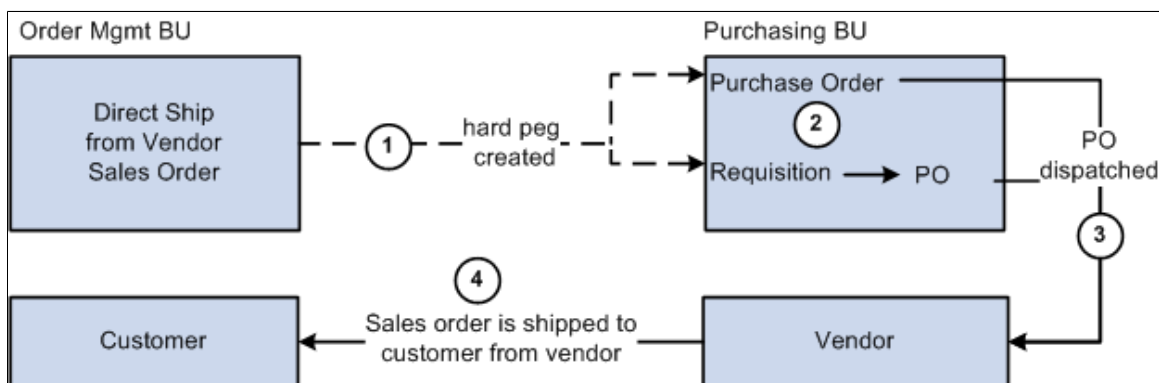 Order Mgmt BU
Purchasing BU
Direct Ship
from Vendor
Sales Order
1
hard peg
created
Purchase Order
2
Requisition
PO
PO
dispatched
3
4
Customer
Sales order is shipped to
customer from vendor
Vendor